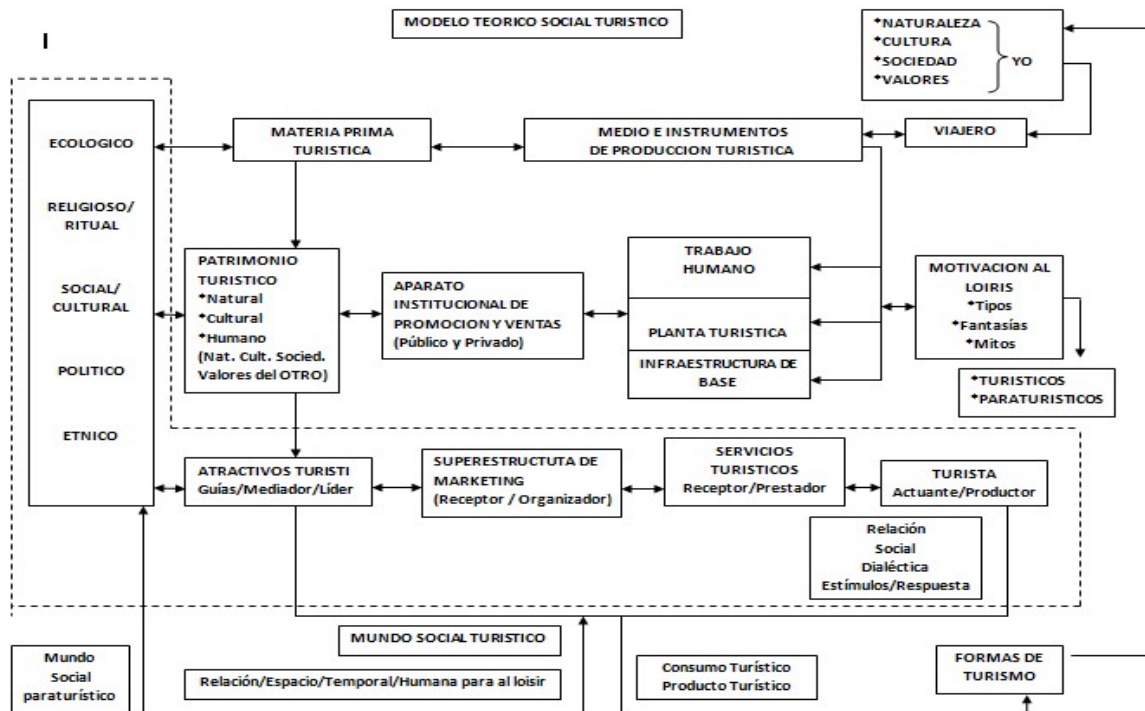 MODELO TEORICO SOCIAL TURISTICO
I
*NATURALEZA
*CULTURA
*SOCIEDAD
*VALORES
YO
ECOLOGICO
RELIGIOSO/
RITUAL
SOCIAL/
CULTURAL
POLITICO
ETNICO
MATERIA PRIMA
TURISTICA
MEDIO E INSTRUMENTOS
DE PRODUCCION TURISTICA
VIAJERO
PATRIMONIO
TURISTICO
*Natural
*Cultural
*Humano
(Nat. Cult. Socied.
Valores del OTRO)
APARATO
INSTITUCIONAL DE
PROMOCION Y VENTAS
(Público y Privado)
TRABAJO
HUMANO
PLANTA TURISTICA
INFRAESTRUCTURA DE
BASE
MOTIVACION AL
LOIRIS
*Tipos
*Fantasías
*Mitos
*TURISTICOS
*PARATURISTICOS
ATRACTIVOS TURISTI
Guías/Mediador/Líder
SUPERESTRUCTUTA DE
MARKETING
(Receptor / Organizador)
SERVICIOS
TURISTICOS
Receptor/Prestador
TURISTA
Actuante/Productor
Relación
Social
Dialéctica
Estímulos/Respuesta
MUNDO SOCIAL TURISTICO
Mundo
Social
paraturístico
Relación/Espacio/Temporal/Humana para al loisir
Consumo Turístico
Producto Turístico
FORMAS DE
TURISMO